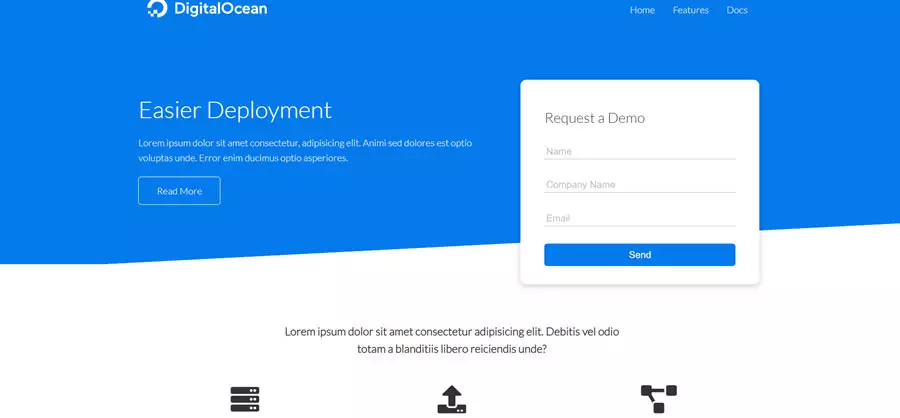 DigitalOcean
Home Features Docs
Easier Deployment
Lorem ipsum dolor sit amet consectetur, adipisicing elit. Animi sed dolores est optio
voluptas unde. Error enim ducimus optio asperiores.
Read More
Request a Demo
Name
Company Name
Email
Send
Lorem ipsum dolor sit amet consectetur adipisicing elit. Debitis vel odio
totam a blanditiis libero reiciendis unde?